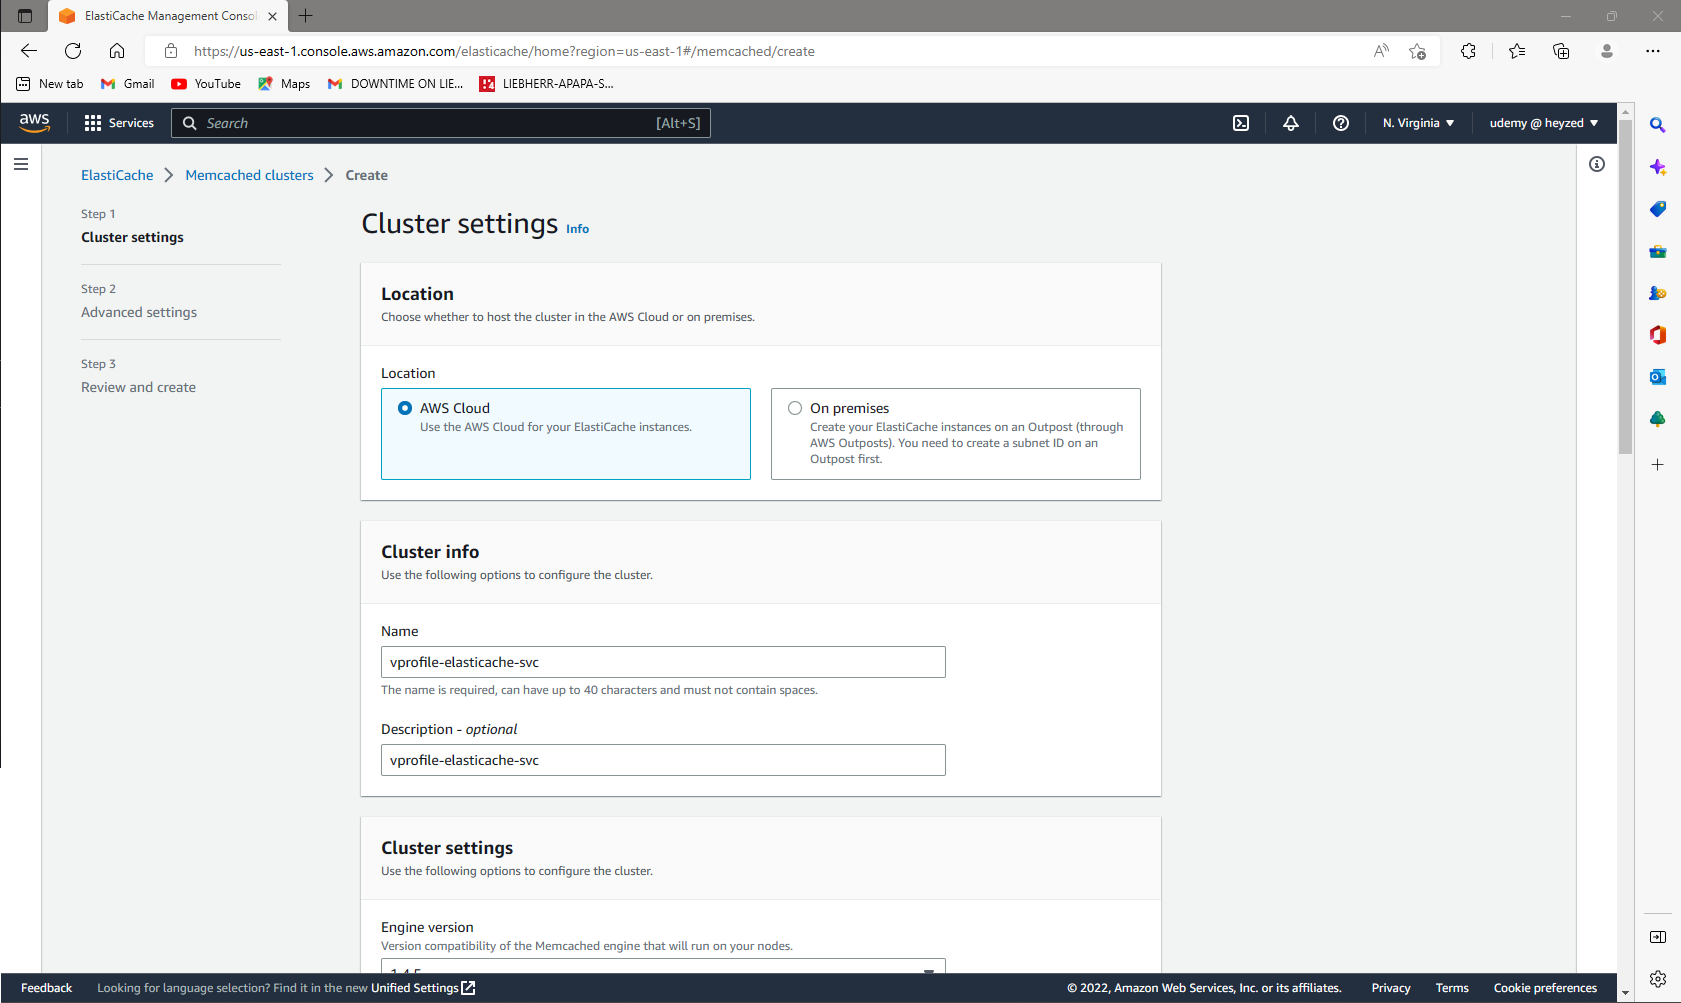 ElastiCache Management Consol
https://us-east-1.console.aws.amazon.com/elasticache/home?region=us-east-1#/memcached/create
New tab
Gmail
YouTube
Maps
DOWNTIME ON LIE...
LIEBHERR-APAPA-S...
aws
Services
Search
[Alt+S]
N. Virginia
udemy @ heyzed
ElastiCache
Memcached clusters
Create
Step 1
Cluster settings
Step 2
Advanced settings
Step 3
Review and create
Cluster settings Info
Location
Choose whether to host the cluster in the AWS Cloud or on premises.
Location
AWS Cloud
Use the AWS Cloud for your ElastiCache instances.
On premises
Create your ElastiCache instances on an Outpost (through
AWS Outposts). You need to create a subnet ID on an
Outpost first.
Cluster info
Use the following options to configure the cluster.
Name
vprofile-elasticache-svc
The name is required, can have up to 40 characters and must not contain spaces.
Description - optional
vprofile-elasticache-svc
Cluster settings
Use the following options to configure the cluster.
Engine version
Version compatibility of the Memcached engine that will run on your nodes.
Feedback
Looking for language selection? Find it in the new Unified Settings
© 2022, Amazon Web Services, Inc. or its affiliates.
Privacy
Terms
Cookie preferences